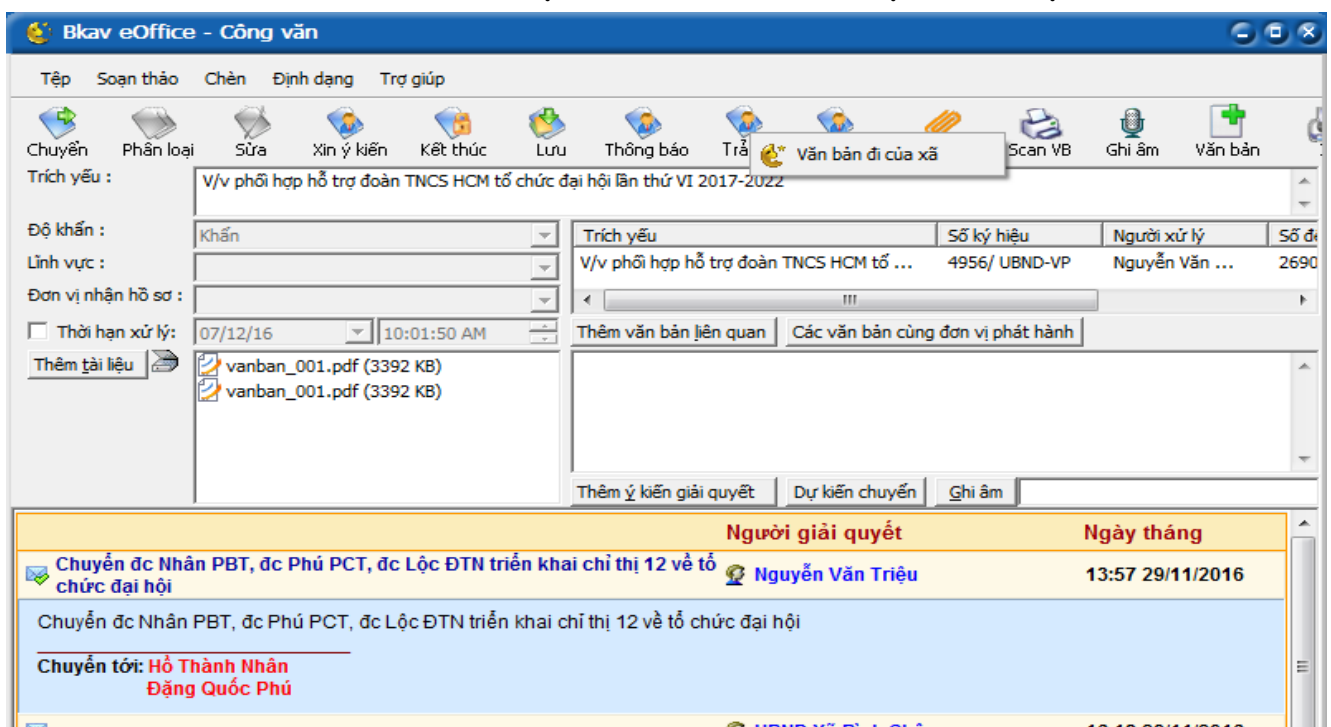 Bkav eOffice - Công văn
Tệp Soạn thảo Chèn Định dạng Trợ giúp
Chuyển Phân loại Sửa Xin ý kiến Kết thúc Lưu Thông báo Trả Văn bản đi của xã Scan VB Ghi âm Văn bản
Trích yếu : V/v phối hợp hỗ trợ đoàn TNCS HCM tổ chức đại hội lần thứ VI 2017-2022
Độ khẩn : Khẩn
Trích yếu Số ký hiệu Người xử lý Số đế
Lĩnh vực :
V/v phối hợp hỗ trợ đoàn TNCS HCM tổ ... 4956/ UBND-VP Nguyễn Văn ... 2690
Đơn vị nhận hồ sơ :
Thời hạn xử lý: 07/12/16 10:01:50 AM
Thêm văn bản liên quan Các văn bản cùng đơn vị phát hành
Thêm tài liệu vanban_001.pdf (3392 KB)
vanban_001.pdf (3392 KB)
Thêm ý kiến giải quyết Dự kiến chuyển Ghi âm
Người giải quyết Ngày tháng
Chuyển đc Nhân PBT, đc Phú PCT, đc Lộc ĐTN triển khai chỉ thị 12 về tổ
chức đại hội
Nguyễn Văn Triệu 13:57 29/11/2016
Chuyển đc Nhân PBT, đc Phú PCT, đc Lộc ĐTN triển khai chỉ thị 12 về tổ chức đại hội
Chuyển tới: Hồ Thành Nhân
Đặng Quốc Phú